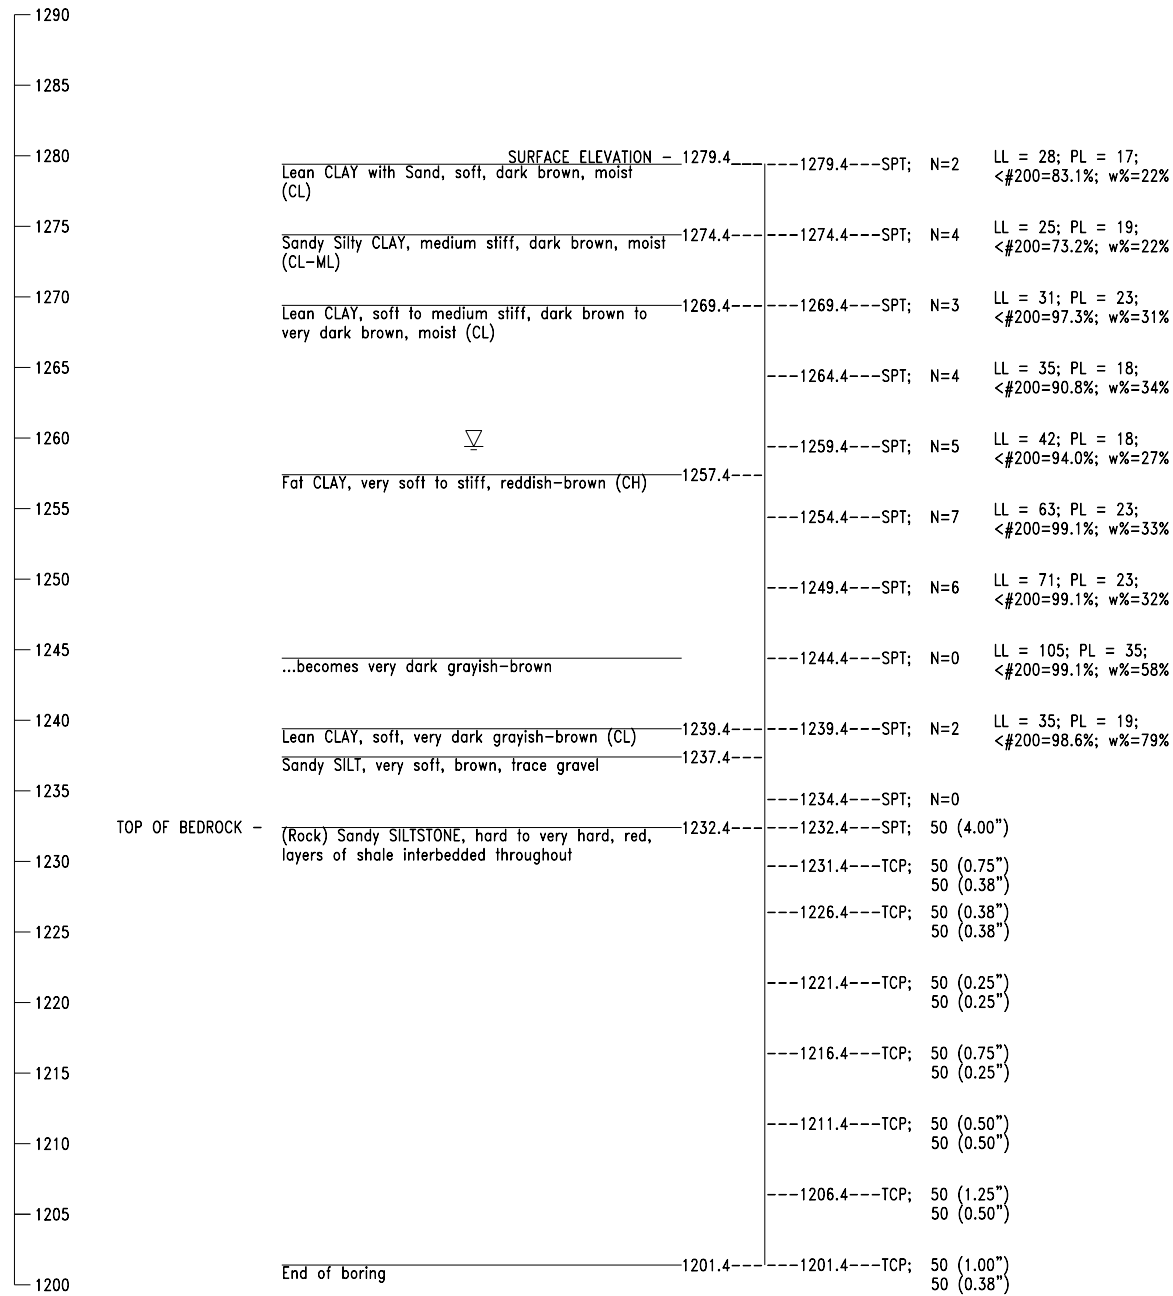 1290
1285
1280
SURFACE ELEVATION - 1279.4 ---1279.4---SPT; N=2 LL = 28; PL = 17;
Lean CLAY with Sand, soft, dark brown, moist <#200=83.1%; w%=22%
(CL)
1275
1274.4 ---1274.4---SPT; N=4 LL = 25; PL = 19;
Sandy Silty CLAY, medium stiff, dark brown, moist <#200=73.2%; w%=22%
(CL-ML)
1270
1269.4 ---1269.4---SPT; N=3 LL = 31; PL = 23;
Lean CLAY, soft to medium stiff, dark brown to <#200=97.3%; w%=31%
very dark brown, moist (CL)
1265
---1264.4---SPT; N=4 LL = 35; PL = 18;
<#200=90.8%; w%=34%
1260
---1259.4---SPT; N=5 LL = 42; PL = 18;
<#200=94.0%; w%=27%
1257.4---
Fat CLAY, very soft to stiff, reddish-brown (CH)
1255
---1254.4---SPT; N=7 LL = 63; PL = 23;
<#200=99.1%; w%=33%
1250
---1249.4---SPT; N=6 LL = 71; PL = 23;
<#200=99.1%; w%=32%
1245
---1244.4---SPT; N=0 LL = 105; PL = 35;
...becomes very dark grayish-brown <#200=99.1%; w%=58%
1240
1239.4--- ---1239.4---SPT; N=2 LL = 35; PL = 19;
Lean CLAY, soft, very dark grayish-brown (CL) <#200=98.6%; w%=79%
1237.4---
Sandy SILT, very soft, brown, trace gravel
1235
---1234.4---SPT; N=0
TOP OF BEDROCK - 1232.4--- ---1232.4---SPT; 50 (4.00")
(Rock) Sandy SILTSTONE, hard to very hard, red,
layers of shale interbedded throughout
1230
---1231.4---TCP; 50 (0.75")
50 (0.38")
---1226.4---TCP; 50 (0.38")
50 (0.38")
1225
---1221.4---TCP; 50 (0.25")
50 (0.25")
1220
---1216.4---TCP; 50 (0.75")
50 (0.25")
1215
---1211.4---TCP; 50 (0.50")
50 (0.50")
1210
---1206.4---TCP; 50 (1.25")
50 (0.50")
1205
1201.4--- ---1201.4---TCP; 50 (1.00")
End of boring 50 (0.38")
1200